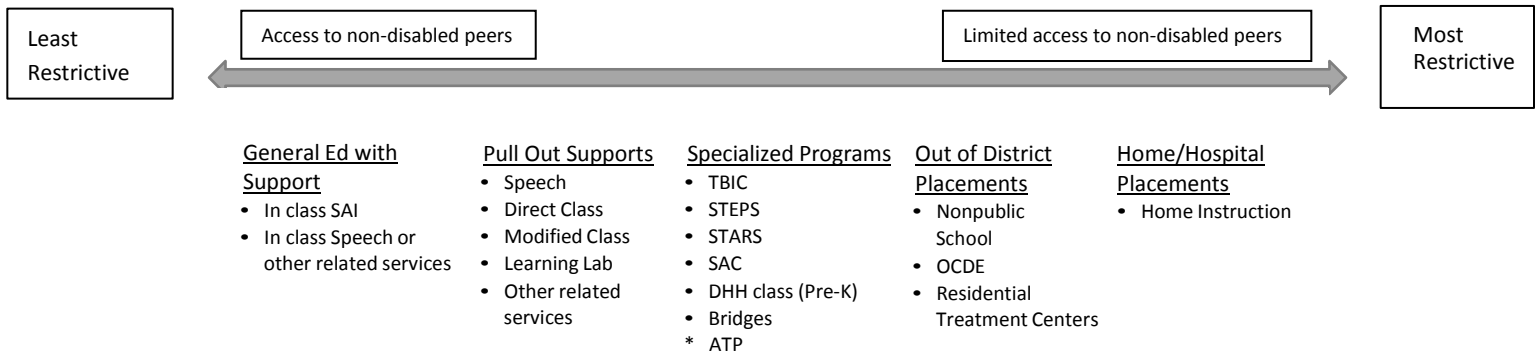 Least
Restrictive
Access to non-disabled peers
Limited access to non-disabled peers
Most
Restrictive
General Ed with
Support
• In class SAI
• In class Speech or
other related services
Pull Out Supports
• Speech
• Direct Class
• Modified Class
• Learning Lab
• Other related
services
Specialized Programs
• TBIC
• STEPS
• STARS
• SAC
• DHH class (Pre-K)
• Bridges
* ATP
Out of District
Placements
• Nonpublic
School
• OCDE
• Residential
Treatment Centers
Home/Hospital
Placements
• Home Instruction